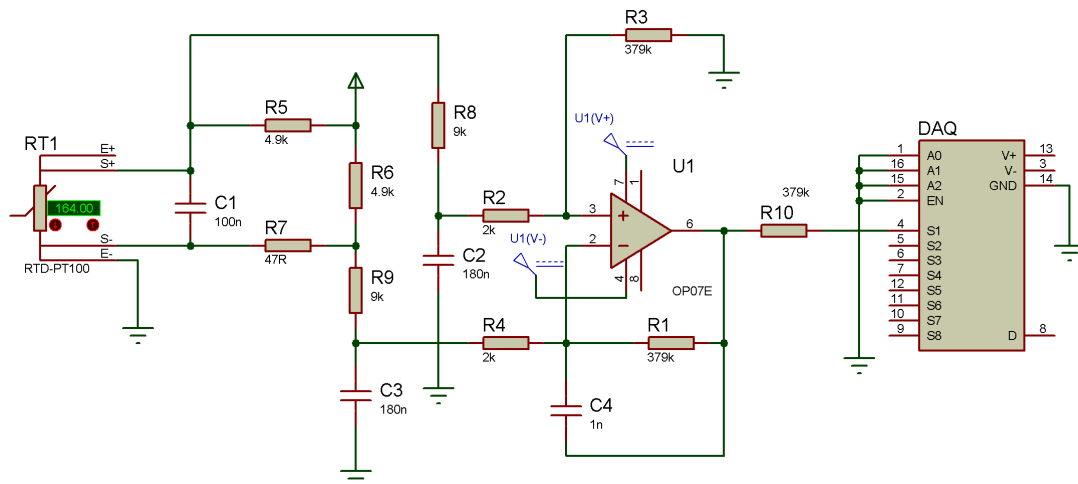 RT1
E+
S+
164.00
S-
E-
RTD-PT100
C1
100n
R5
4.9k
R6
4.9k
R7
47R
R9
9k
C3
180n
R8
9k
C2
180n
R2
2k
R4
2k
R3
379k
U1(V+)
U1(V-)
U1
7
1
3
2
6
4
8
OP07E
R1
379k
C4
1n
379k
R10
DAQ
1 A0 V+ 13
16 A1 V- 3
15 A2 GND 14
2 EN
4 S1
5 S2
6 S3
7 S4
12 S5
11 S6
10 S7
9 S8 D 8